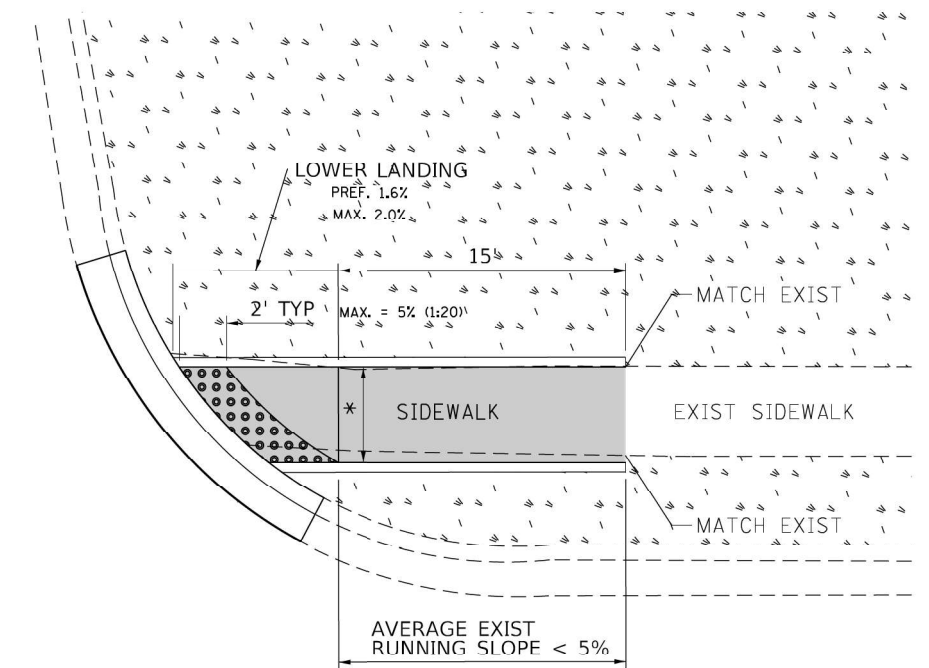 LOWER LANDING
PREF. 1.6%
MAX. 2.0%
15'
MATCH EXIST
2' TYP
MAX. = 5% (1:20)
*
SIDEWALK
EXIST SIDEWALK
MATCH EXIST
AVERAGE EXIST
RUNNING SLOPE < 5%